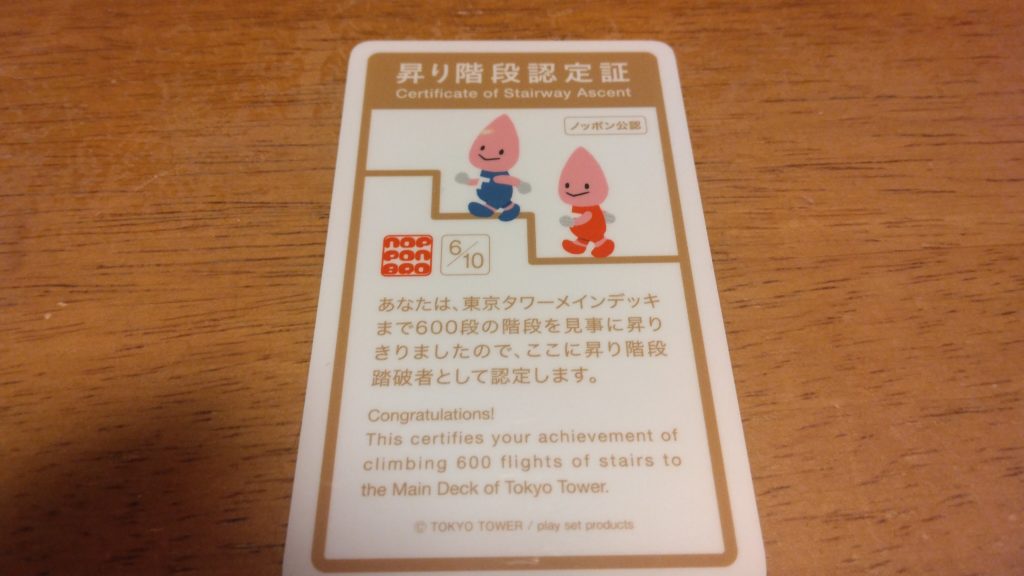 昇り階段認定証
Certificate of Stairway Ascent
ノッポン公認
NOP
PON
BRO
6/10
あなたは、東京タワーメインデッキ
まで600段の階段を見事に昇り
きりましたので、ここに昇り階段
踏破者として認定します。
Congratulations!
This certifies your achievement of
climbing 600 flights of stairs to
the Main Deck of Tokyo Tower.
© TOKYO TOWER / play set products